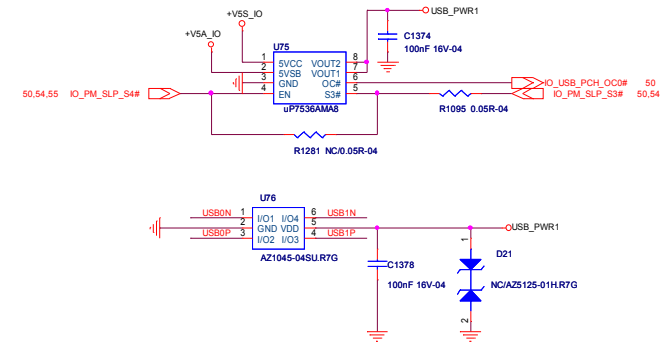 USB_PWR1
+V5S_IO
C1374
+V5A_IO
100nF 16V-04
U75
1 5VCC VOUT2 8
2 5VSB VOUT1 7
3 GND OC# 6
4 EN S3# 5
uP7536AMA8
IO_USB_PCH_OC0# 50
50,54,55 IO_PM_SLP_S4#
IO_PM_SLP_S3# 50,54
R1095 0.05R-04
R1281 NC/0.05R-04
U76
USB0N 1 I/O1 I/O4 6 USB1N
2 GND VDD 5
USB0P 3 I/O2 I/O3 4 USB1P
USB_PWR1
AZ1045-04SU.R7G
1
D21
C1378
100nF 16V-04
NC/AZ5125-01H.R7G
2